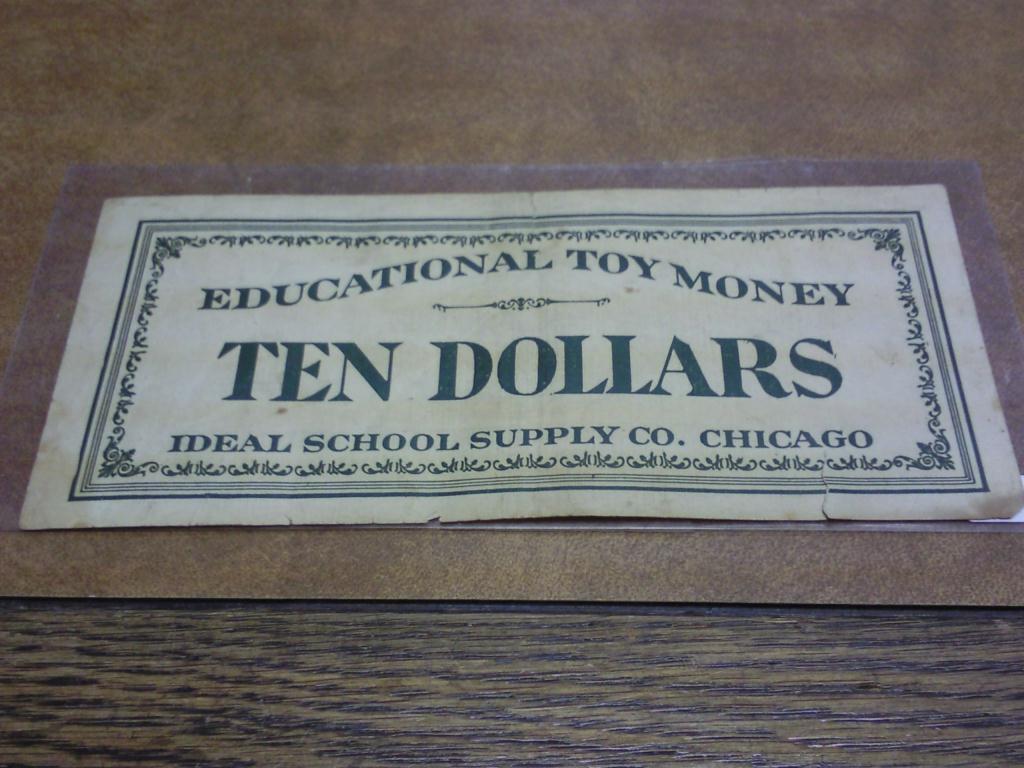 EDUCATIONAL TOY MONEY
TEN DOLLARS
IDEAL SCHOOL SUPPLY CO. CHICAGO